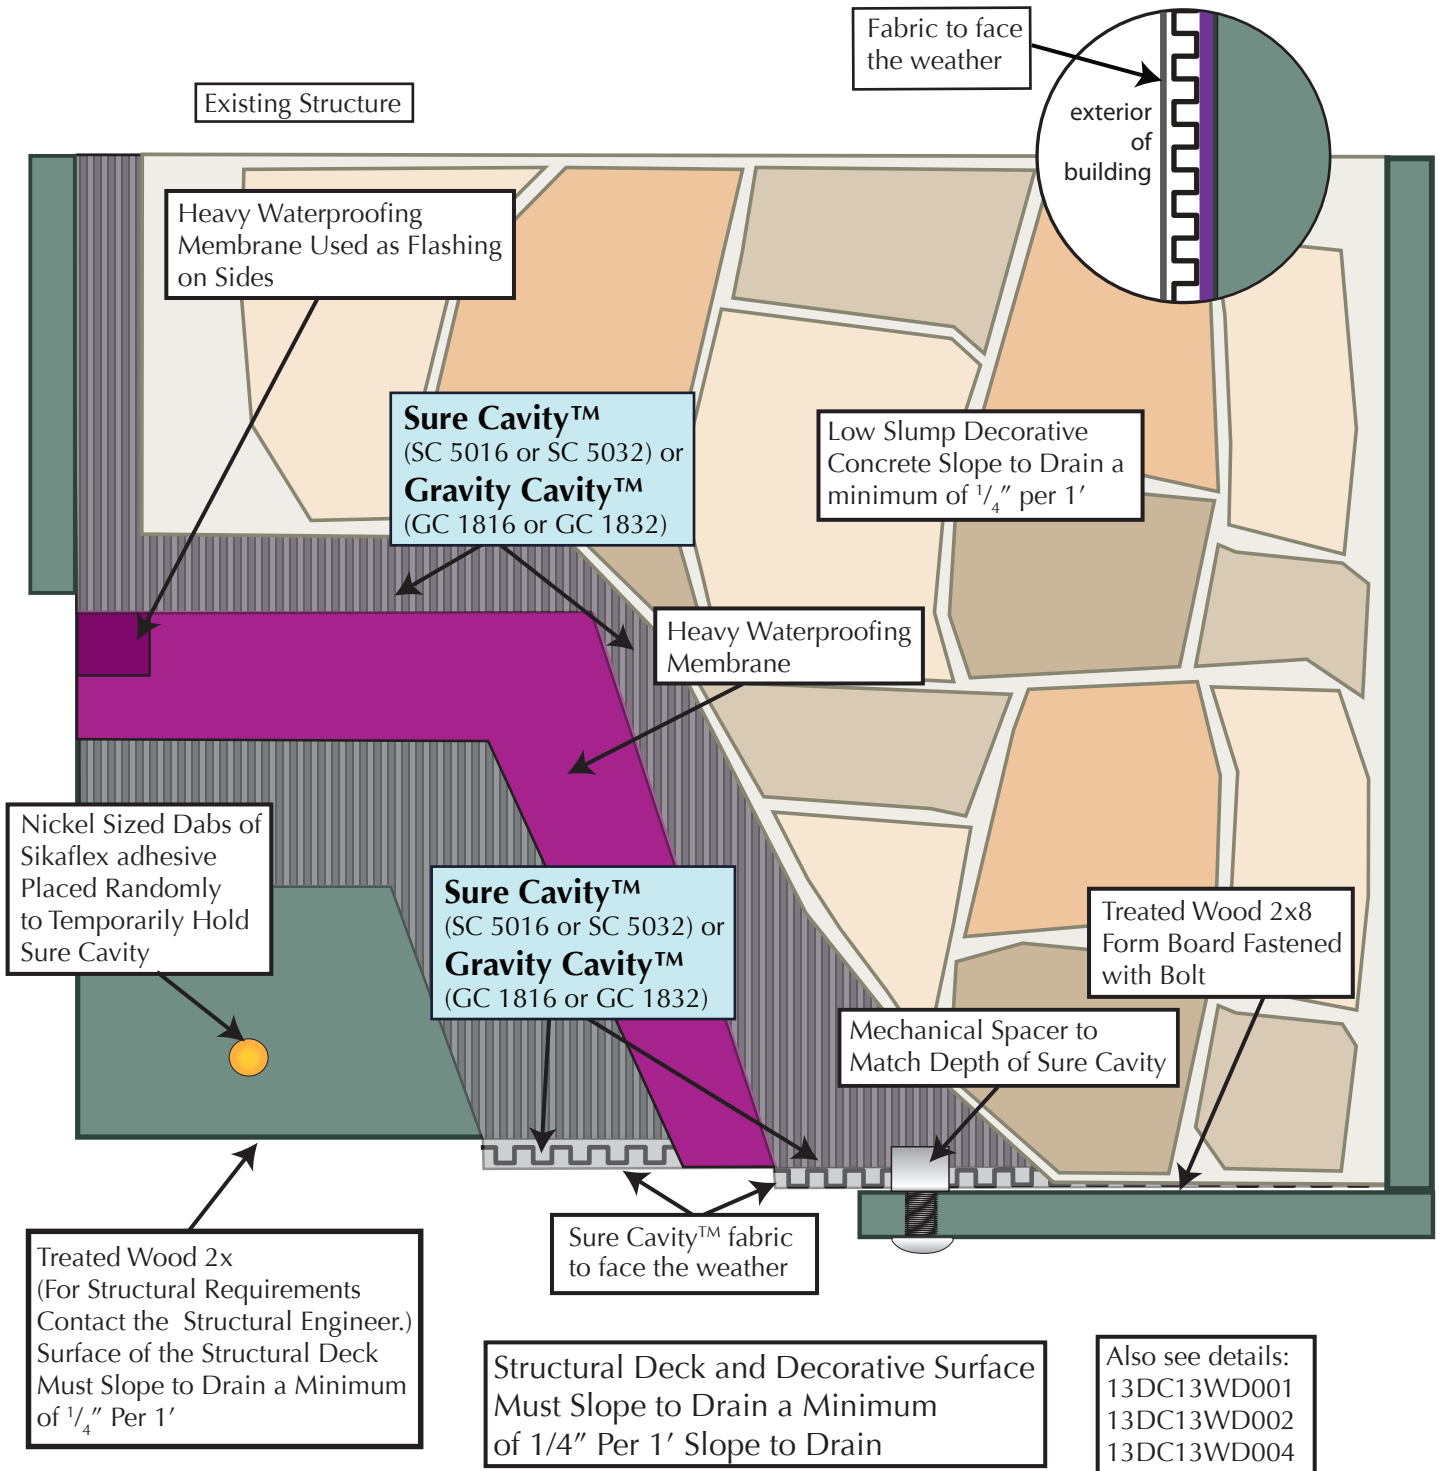 Fabric to face
the weather
Existing Structure
exterior
of
building
Heavy Waterproofing
Membrane Used as Flashing
on Sides
Sure Cavity™
(SC 5016 or SC 5032) or
Gravity Cavity™
(GC 1816 or GC 1832)
Low Slump Decorative
Concrete Slope to Drain a
minimum of 1/4″ per 1′
Heavy Waterproofing
Membrane
Nickel Sized Dabs of
Sikaflex adhesive
Placed Randomly
to Temporarily Hold
Sure Cavity
Sure Cavity™
(SC 5016 or SC 5032) or
Gravity Cavity™
(GC 1816 or GC 1832)
Treated Wood 2x8
Form Board Fastened
with Bolt
Mechanical Spacer to
Match Depth of Sure Cavity
Sure Cavity™ fabric
to face the weather
Treated Wood 2x
(For Structural Requirements
Contact the Structural Engineer.)
Surface of the Structural Deck
Must Slope to Drain a Minimum
of 1/4″ Per 1′
Structural Deck and Decorative Surface
Must Slope to Drain a Minimum
of 1/4″ Per 1′ Slope to Drain
Also see details:
13DC13WD001
13DC13WD002
13DC13WD004